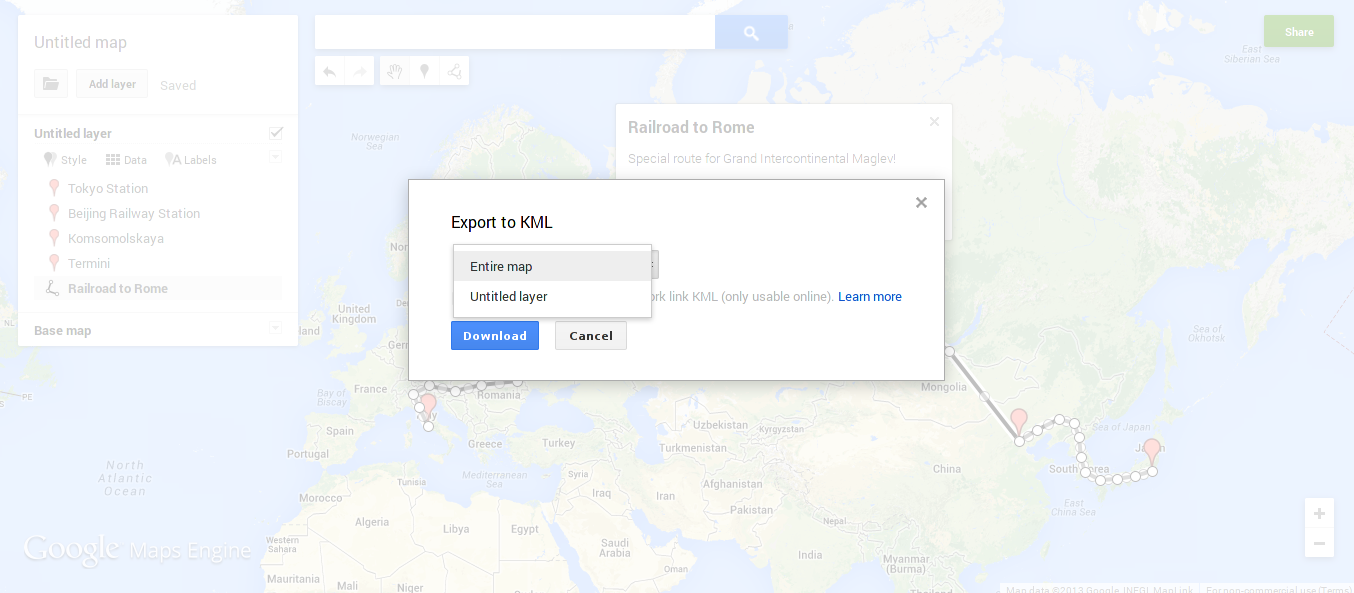 Untitled map
Add layer
Saved
Untitled layer
Style
Data
Labels
Tokyo Station
Beijing Railway Station
Komsomolskaya
Termini
Railroad to Rome
Base map
Share
Railroad to Rome
Special route for Grand Intercontinental Maglev!
Export to KML
Entire map
Untitled layer
link KML (only usable online). Learn more
Download
Cancel
East
Siberian Sea
Norwegian
Sea
United
Kingdom
France
Bay of
Biscay
Spain
Portugal
Romania
Greece
Turkey
Mediterranean
Sea
Tunisia
Morocco
Algeria
Libya
Egypt
Western
Sahara
Mauritania
Mali
Niger
Syria
Iraq
Iran
Saudi
Arabia
Oman
Uzbekistan
Kyrgyzstan
Turkmenistan
Afghanistan
Pakistan
Nepal
India
Myanmar
(Burma)
Thailand
Mongolia
China
South Korea
Sea of Japan
Japan
East
China Sea
Sea of
Okhotsk
PE
NL
North
Atlantic
Ocean
Google Maps Engine
Map data ©2013 Google, INEGI, MapLink
For non-commercial use (Terms)